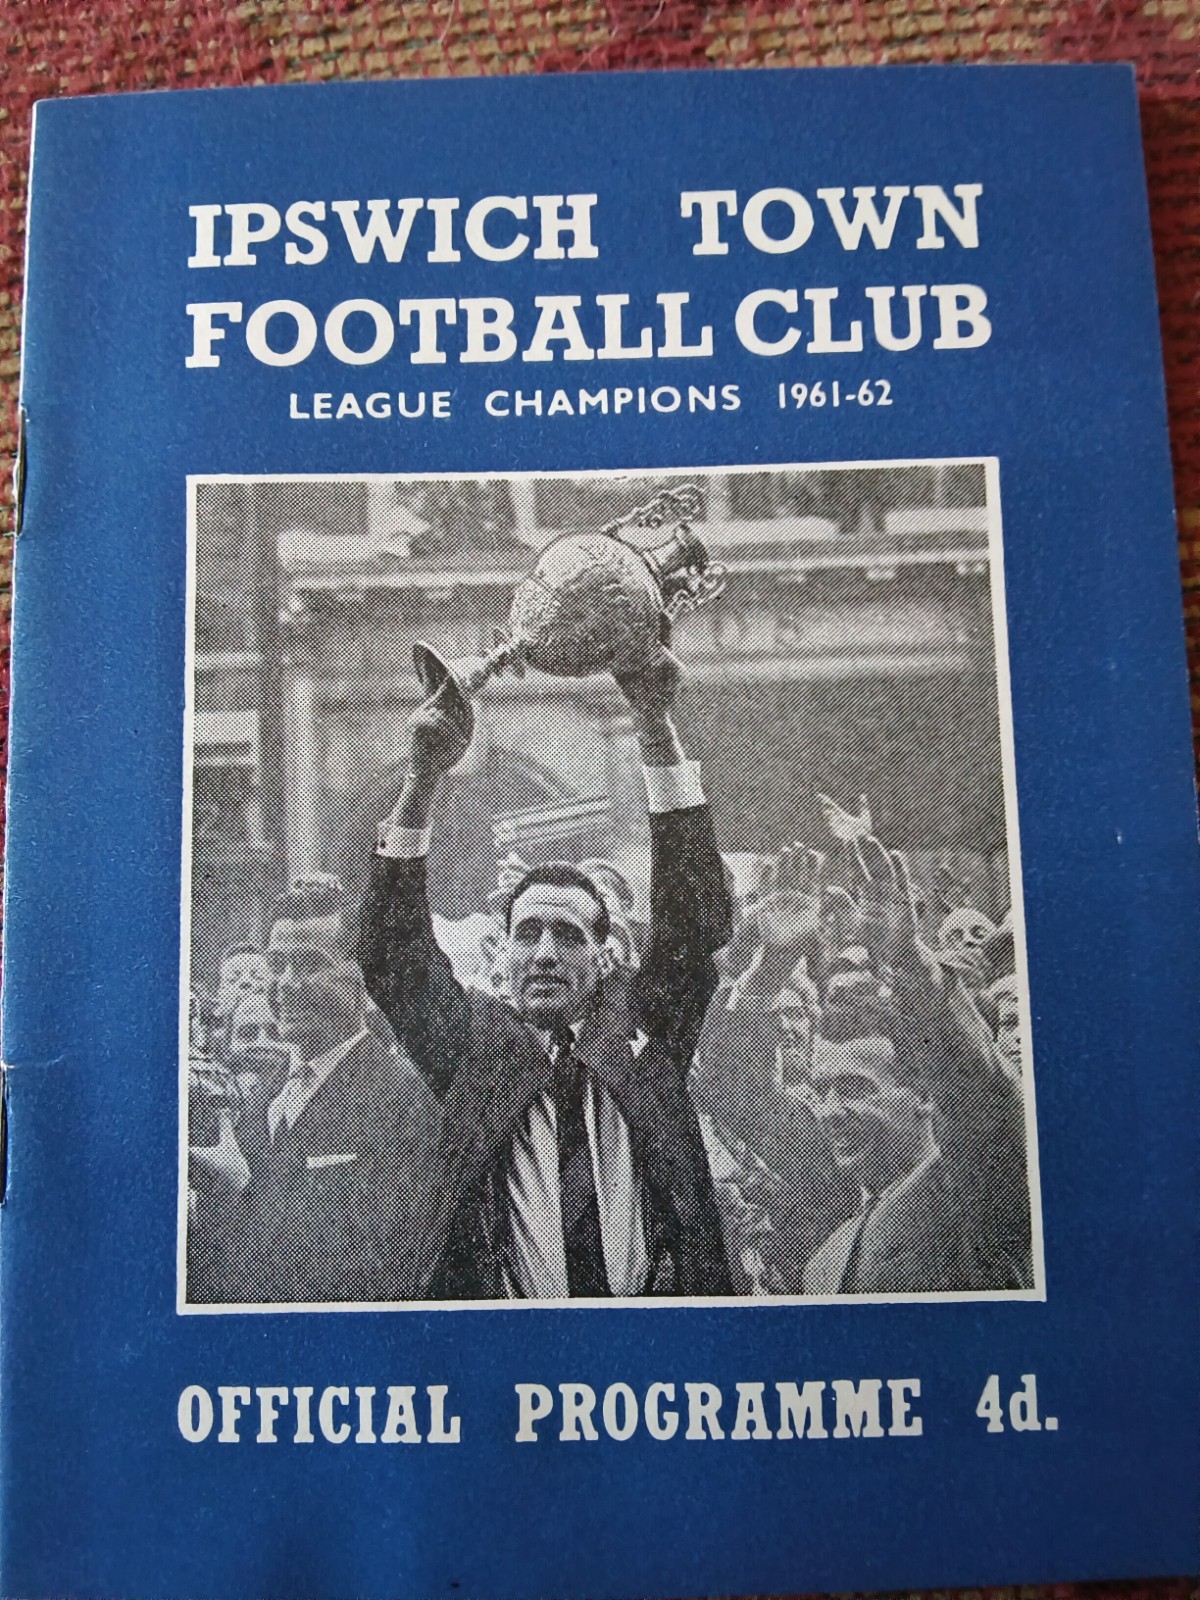 IPSWICH TOWN
FOOTBALL CLUB
LEAGUE CHAMPIONS 1961-62
OFFICIAL PROGRAMME 4d.